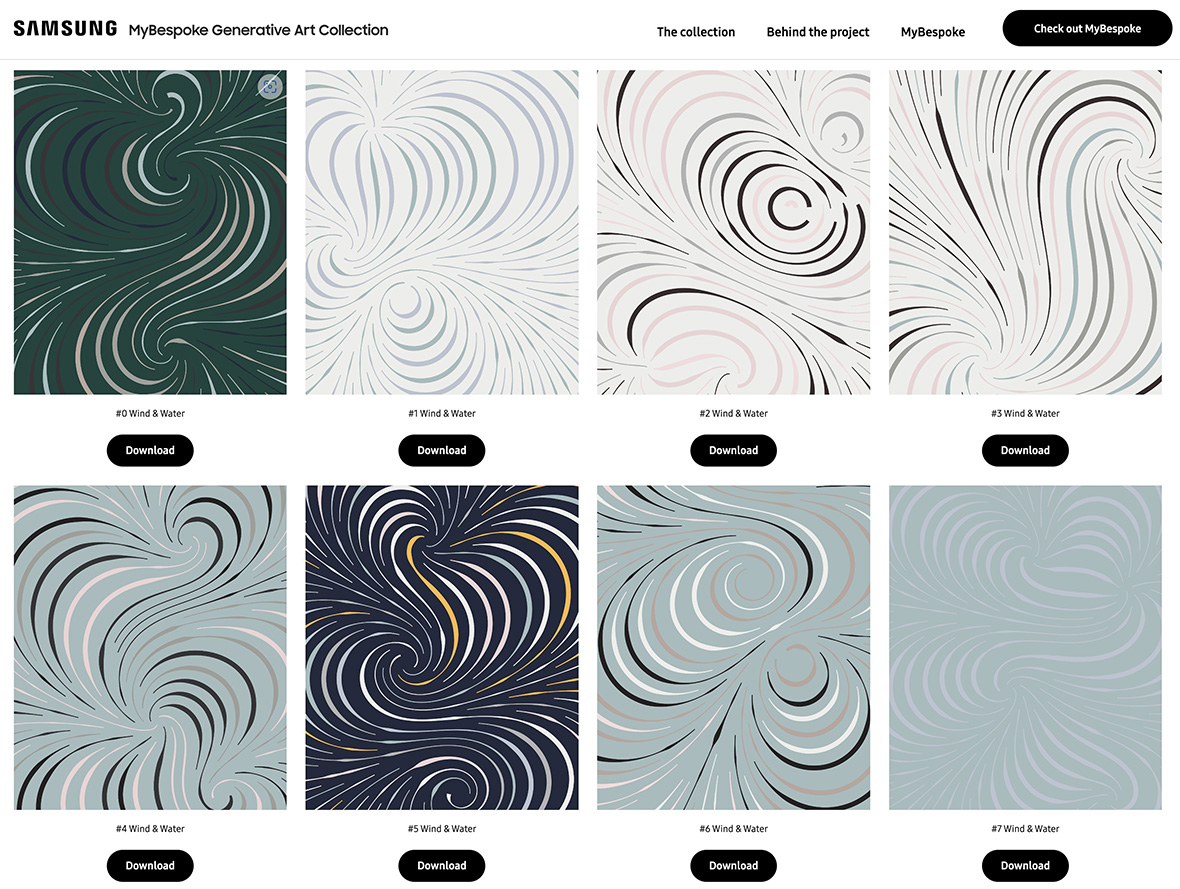 SAMSUNG MyBespoke Generative Art Collection
The collection Behind the project MyBespoke Check out MyBespoke
#0 Wind & Water #1 Wind & Water #2 Wind & Water #3 Wind & Water
Download Download Download Download
#4 Wind & Water #5 Wind & Water #6 Wind & Water #7 Wind & Water
Download Download Download Download